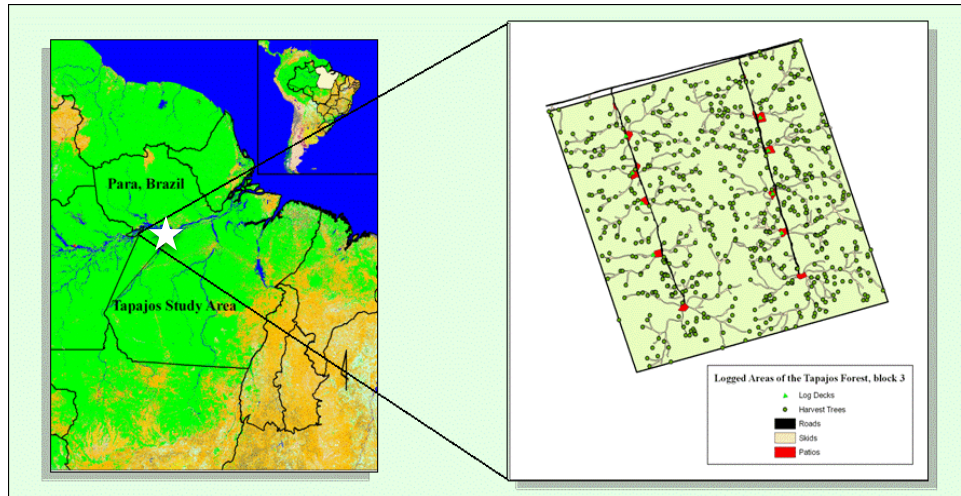 Para, Brazil
Tapajos Study Area
Logged Areas of the Tapajos Forest, block 3
Log Decks
Harvest Trees
Roads
Skids
Patios